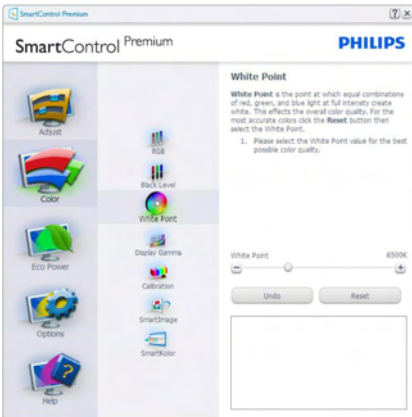 SmartControl Premium
SmartControl Premium
PHILIPS
Adjust
Color
Eco Power
Options
Help
RGB
Black Level
White Point
Display Gamma
Calibration
SmartImage
SmartKolor
White Point
White Point is the point at which equal combinations
of red, green, and blue light at full intensity create
white. This effects the overall color quality. For the
most accurate colors click the Reset button then
select the White Point.
1. Please select the White Point value for the best
possible color quality.
White Point 6500K
Undo Reset